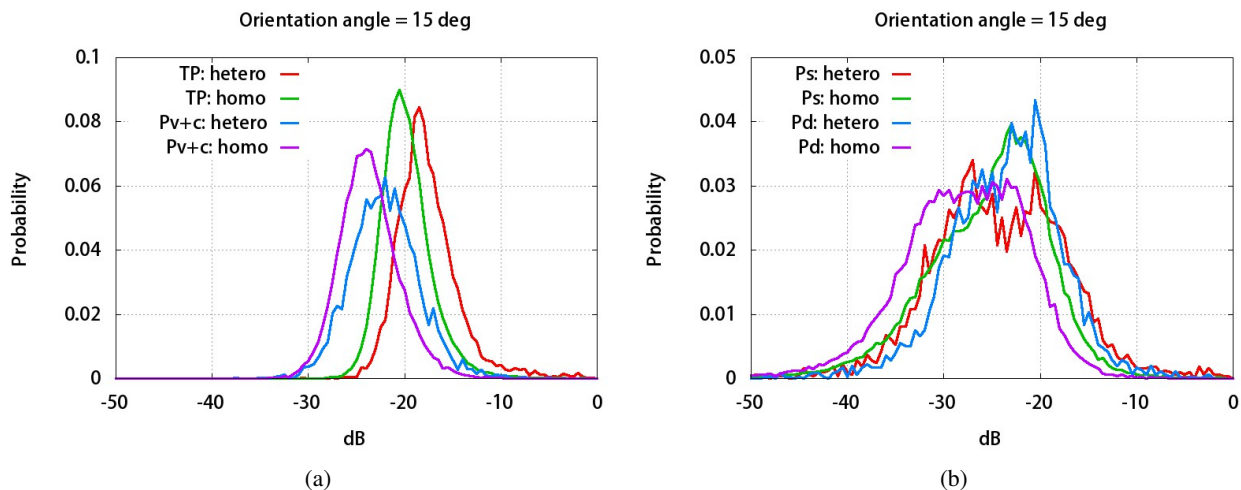 Orientation angle = 15 deg
0.1
0.08
0.06
0.04
0.02
0
Probability
TP: hetero
TP: homo
Pv+c: hetero
Pv+c: homo
-50 -40 -30 -20 -10 0
dB
(a)
Orientation angle = 15 deg
0.05
0.04
0.03
0.02
0.01
0
Probability
Ps: hetero
Ps: homo
Pd: hetero
Pd: homo
-50 -40 -30 -20 -10 0
dB
(b)